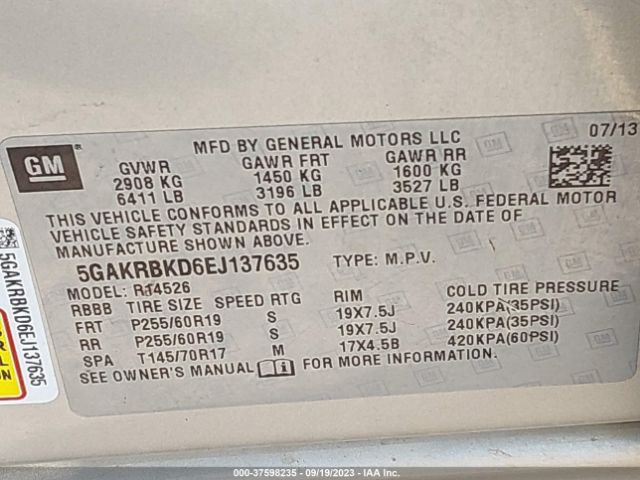 GM
MFD BY GENERAL MOTORS LLC 07/13
GVWR GAWR FRT GAWR RR
2908 KG 1450 KG 1600 KG
6411 LB 3196 LB 3527 LB
THIS VEHICLE CONFORMS TO ALL APPLICABLE U.S. FEDERAL MOTOR
VEHICLE SAFETY STANDARDS IN EFFECT ON THE DATE OF
MANUFACTURE SHOWN ABOVE.
5GAKRBKD6EJ137635 TYPE: M.P.V.
MODEL: R14526
RBBB TIRE SIZE SPEED RTG RIM COLD TIRE PRESSURE
FRT P255/60R19 S 19X7.5J 240KPA(35PSI)
RR P255/60R19 S 19X7.5J 240KPA(35PSI)
SPA T145/70R17 M 17X4.5B 420KPA(60PSI)
SEE OWNER'S MANUAL FOR MORE INFORMATION.
5GAKRBKD6EJ137635
000-37598235 - 09/19/2023 - IAA Inc.